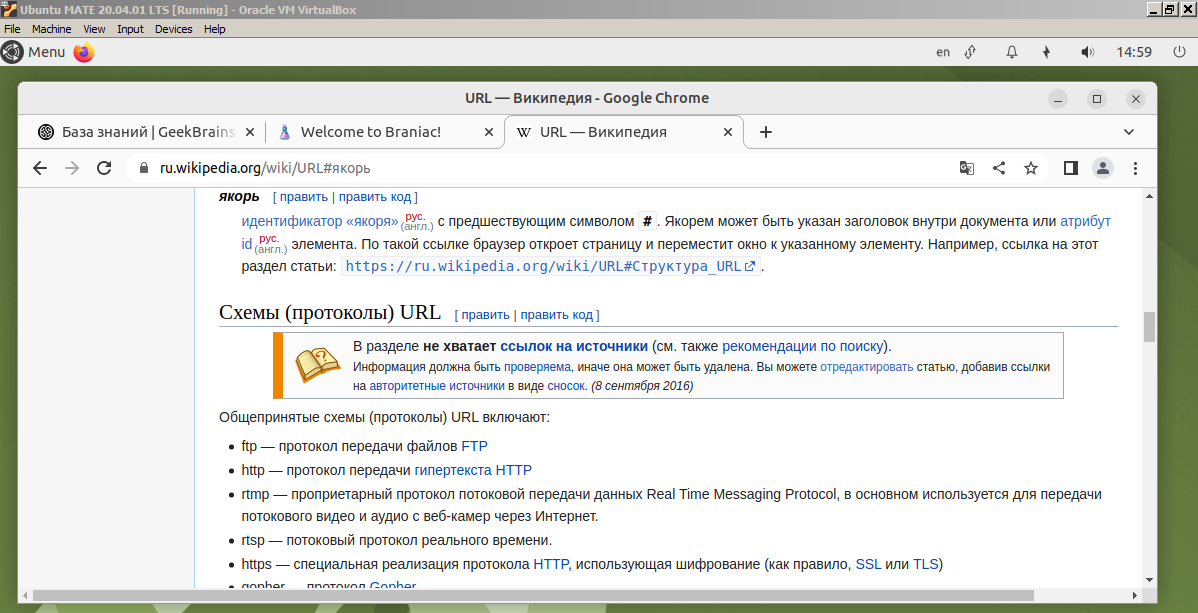 Ubuntu MATE 20.04.01 LTS [Running] - Oracle VM VirtualBox
File Machine View Input Devices Help
Menu en 14:59
URL — Википедия - Google Chrome
База знаний | GeekBrains Welcome to Braniac! URL — Википедия
ru.wikipedia.org/wiki/URL#якорь
якорь [ править | править код ]
идентификатор «якоря» рус. (англ.) с предшествующим символом #. Якорем может быть указан заголовок внутри документа или атрибут
id рус. (англ.) элемента. По такой ссылке браузер откроет страницу и переместит окно к указанному элементу. Например, ссылка на этот
раздел статьи: https://ru.wikipedia.org/wiki/URL#Структура_URL.
Схемы (протоколы) URL [ править | править код ]
В разделе не хватает ссылок на источники (см. также рекомендации по поиску).
Информация должна быть проверяема, иначе она может быть удалена. Вы можете отредактировать статью, добавив ссылки
на авторитетные источники в виде сносок. (8 сентября 2016)
Общепринятые схемы (протоколы) URL включают:
• ftp — протокол передачи файлов FTP
• http — протокол передачи гипертекста HTTP
• rtmp — проприетарный протокол потоковой передачи данных Real Time Messaging Protocol, в основном используется для передачи
потокового видео и аудио с веб-камер через Интернет.
• rtsp — потоковый протокол реального времени.
• https — специальная реализация протокола HTTP, использующая шифрование (как правило, SSL или TLS)
• gopher — протокол Gopher